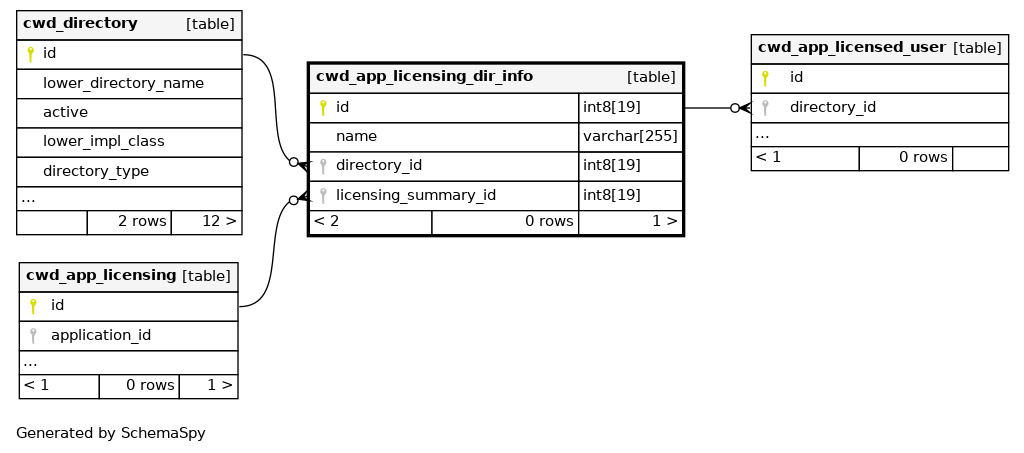 cwd_directory [table]
id
lower_directory_name
active
lower_impl_class
directory_type
...
2 rows 12 >
cwd_app_licensing [table]
id
application_id
...
< 1 0 rows 1 >
cwd_app_licensing_dir_info [table]
id int8[19]
name varchar[255]
directory_id int8[19]
licensing_summary_id int8[19]
< 2 0 rows 1 >
cwd_app_licensed_user [table]
id
directory_id
...
< 1 0 rows
Generated by SchemaSpy